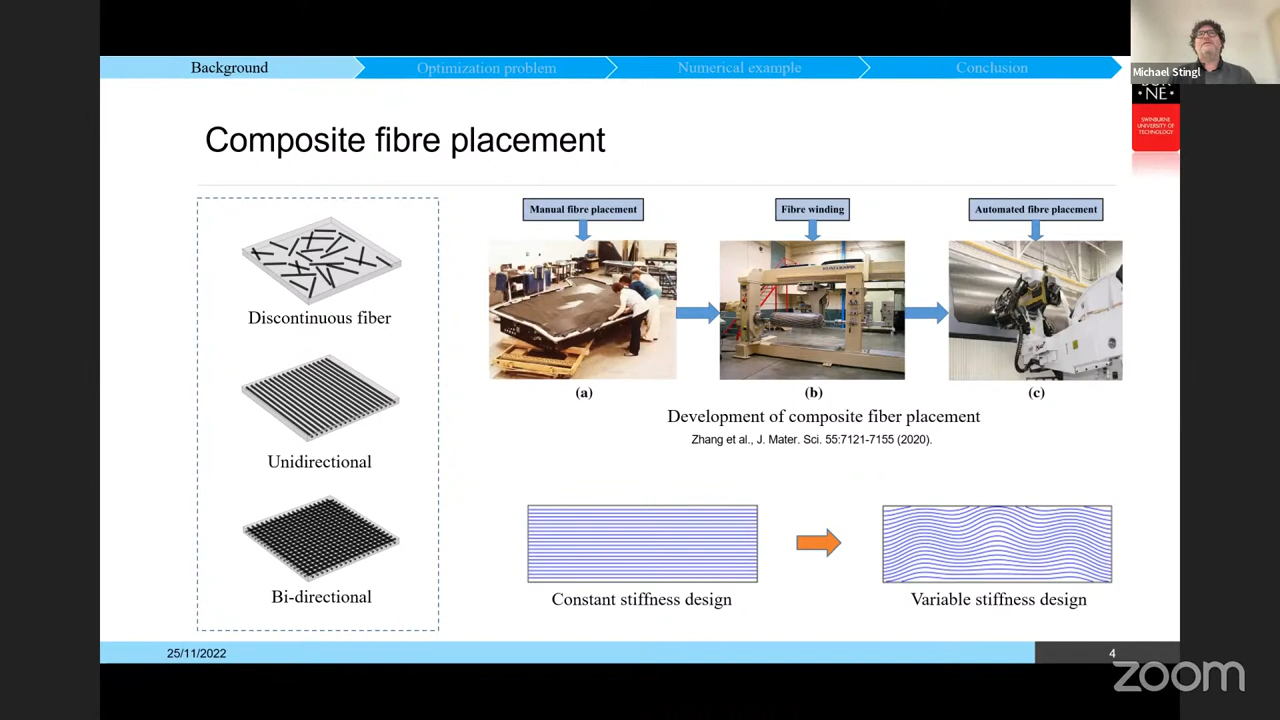 Background
Optimization problem
Numerical example
Conclusion
Michael Stingl
NE
SWINBURNE
UNIVERSITY OF
TECHNOLOGY
Composite fibre placement
Discontinuous fiber
Unidirectional
Bi-directional
Manual fibre placement
Fibre winding
Automated fibre placement
(a)
(b)
(c)
Development of composite fiber placement
Zhang et al., J. Mater. Sci. 55:7121-7155 (2020).
Constant stiffness design
Variable stiffness design
25/11/2022
4
zoom